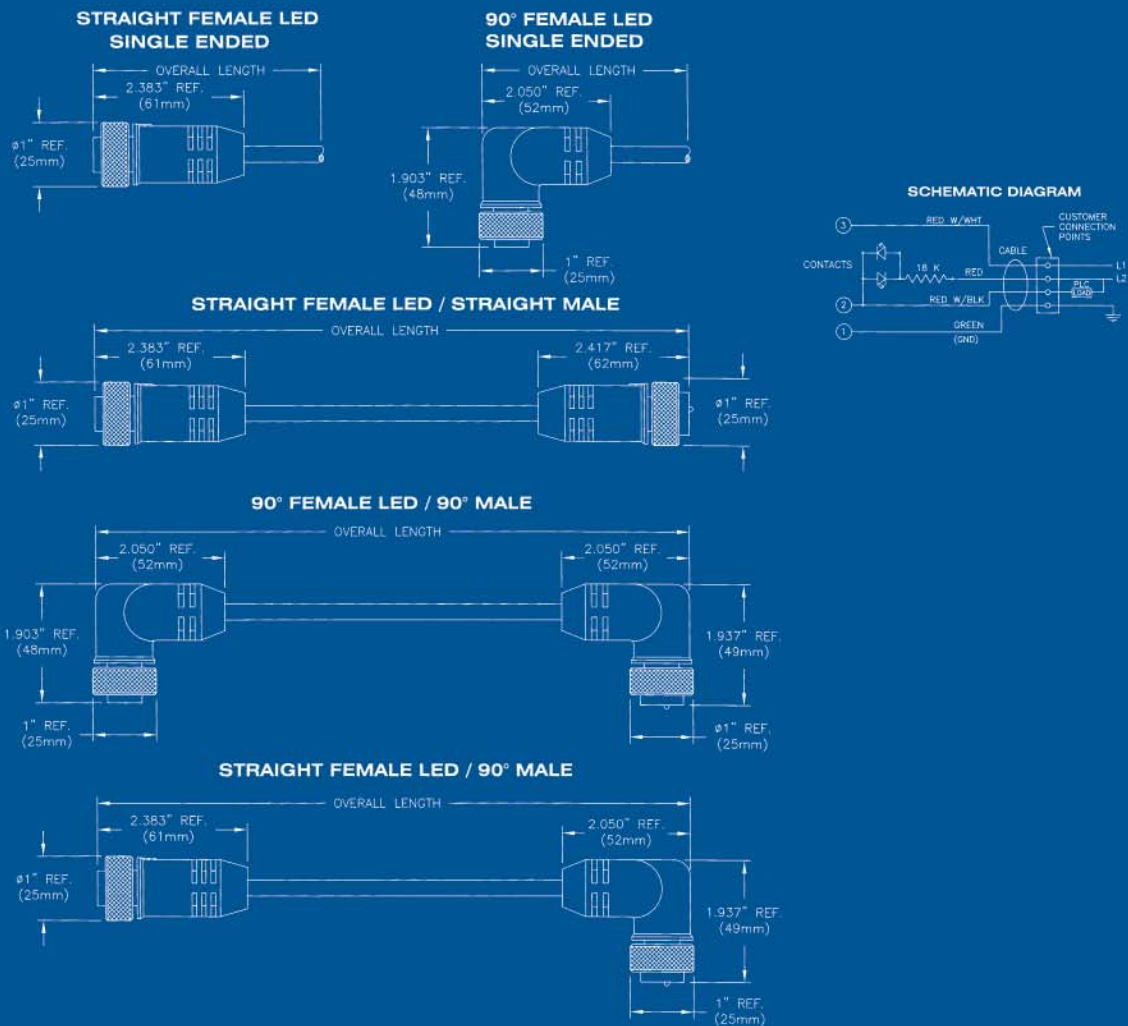 STRAIGHT FEMALE LED
SINGLE ENDED
OVERALL LENGTH
2.383" REF.
(61mm)
ø1" REF.
(25mm)
90° FEMALE LED
SINGLE ENDED
OVERALL LENGTH
2.050" REF.
(52mm)
1.903" REF.
(48mm)
1" REF.
(25mm)
SCHEMATIC DIAGRAM
3
RED W/WHT
CUSTOMER
CONNECTION
POINTS
CABLE
CONTACTS
18 K
RED
L1
L2
PLC
LOAD
2
RED W/BLK
1
GREEN
(GND)
STRAIGHT FEMALE LED / STRAIGHT MALE
OVERALL LENGTH
2.383" REF.
(61mm)
2.417" REF.
(62mm)
ø1" REF.
(25mm)
ø1" REF.
(25mm)
90° FEMALE LED / 90° MALE
OVERALL LENGTH
2.050" REF.
(52mm)
2.050" REF.
(52mm)
1.903" REF.
(48mm)
1.937" REF.
(49mm)
1" REF.
(25mm)
ø1" REF.
(25mm)
STRAIGHT FEMALE LED / 90° MALE
OVERALL LENGTH
2.383" REF.
(61mm)
2.050" REF.
(52mm)
ø1" REF.
(25mm)
1.937" REF.
(49mm)
1" REF.
(25mm)